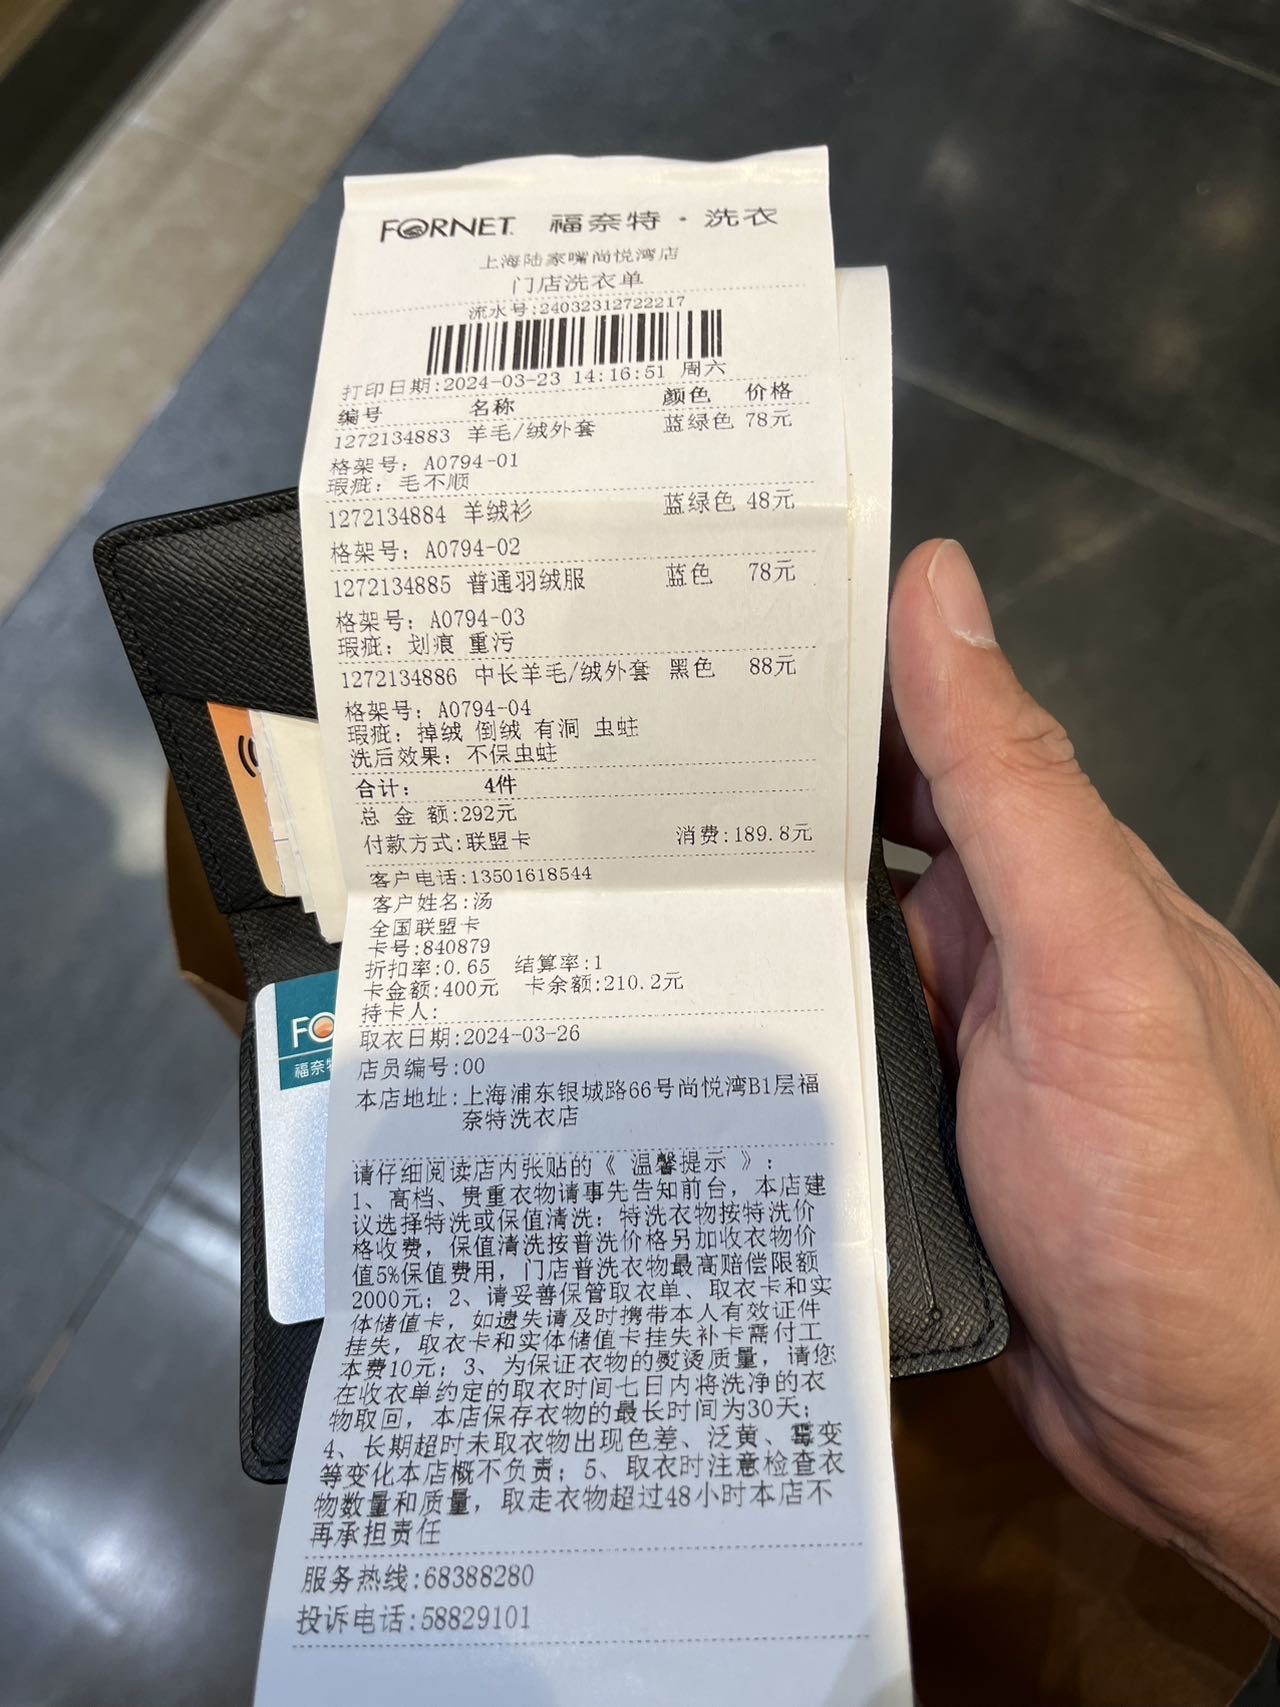 FORNET 福奈特·洗衣
上海陆家嘴尚悦湾店
门店洗衣单
流水号:24032312722217
打印日期:2024-03-23 14:16:51 周六
编号 名称 颜色 价格
1272134883 羊毛/绒外套 蓝绿色 78元
格架号: A0794-01
瑕疵: 毛不顺
1272134884 羊绒衫 蓝绿色 48元
格架号: A0794-02
1272134885 普通羽绒服 蓝色 78元
格架号: A0794-03
瑕疵: 划痕 重污
1272134886 中长羊毛/绒外套 黑色 88元
格架号: A0794-04
瑕疵: 掉绒 倒绒 有洞 虫蛀
洗后效果: 不保虫蛀
合计: 4件
总 金 额:292元
付款方式:联盟卡 消费:189.8元
客户电话:13501618544
客户姓名:汤
全国联盟卡
卡号:840879
折扣率:0.65 结算率:1
卡金额:400元 卡余额:210.2元
持卡人:
取衣日期:2024-03-26
店员编号:00
本店地址:上海浦东银城路66号尚悦湾B1层福
奈特洗衣店
请仔细阅读店内张贴的《 温馨提示 》:
1、高档、贵重衣物请事先告知前台，本店建
议选择特洗或保值清洗; 特洗衣物按特洗价
格收费，保值清洗按普洗价格另加收衣物价
值5%保值费用，门店普洗衣物最高赔偿限额
2000元; 2、请妥善保管取衣单、取衣卡和实
体储值卡，如遗失请及时携带本人有效证件
挂失，取衣卡和实体储值卡挂失补卡需付工
本费10元; 3、为保证衣物的熨烫质量，请您
在收衣单约定的取衣时间七日内将洗净的衣
物取回，本店保存衣物的最长时间为30天;
4、长期超时未取衣物出现色差、泛黄、霉变
等变化本店概不负责; 5、取衣时注意检查衣
物数量和质量，取走衣物超过48小时本店不
再承担责任
服务热线:68388280
投诉电话:58829101
FO
福奈特